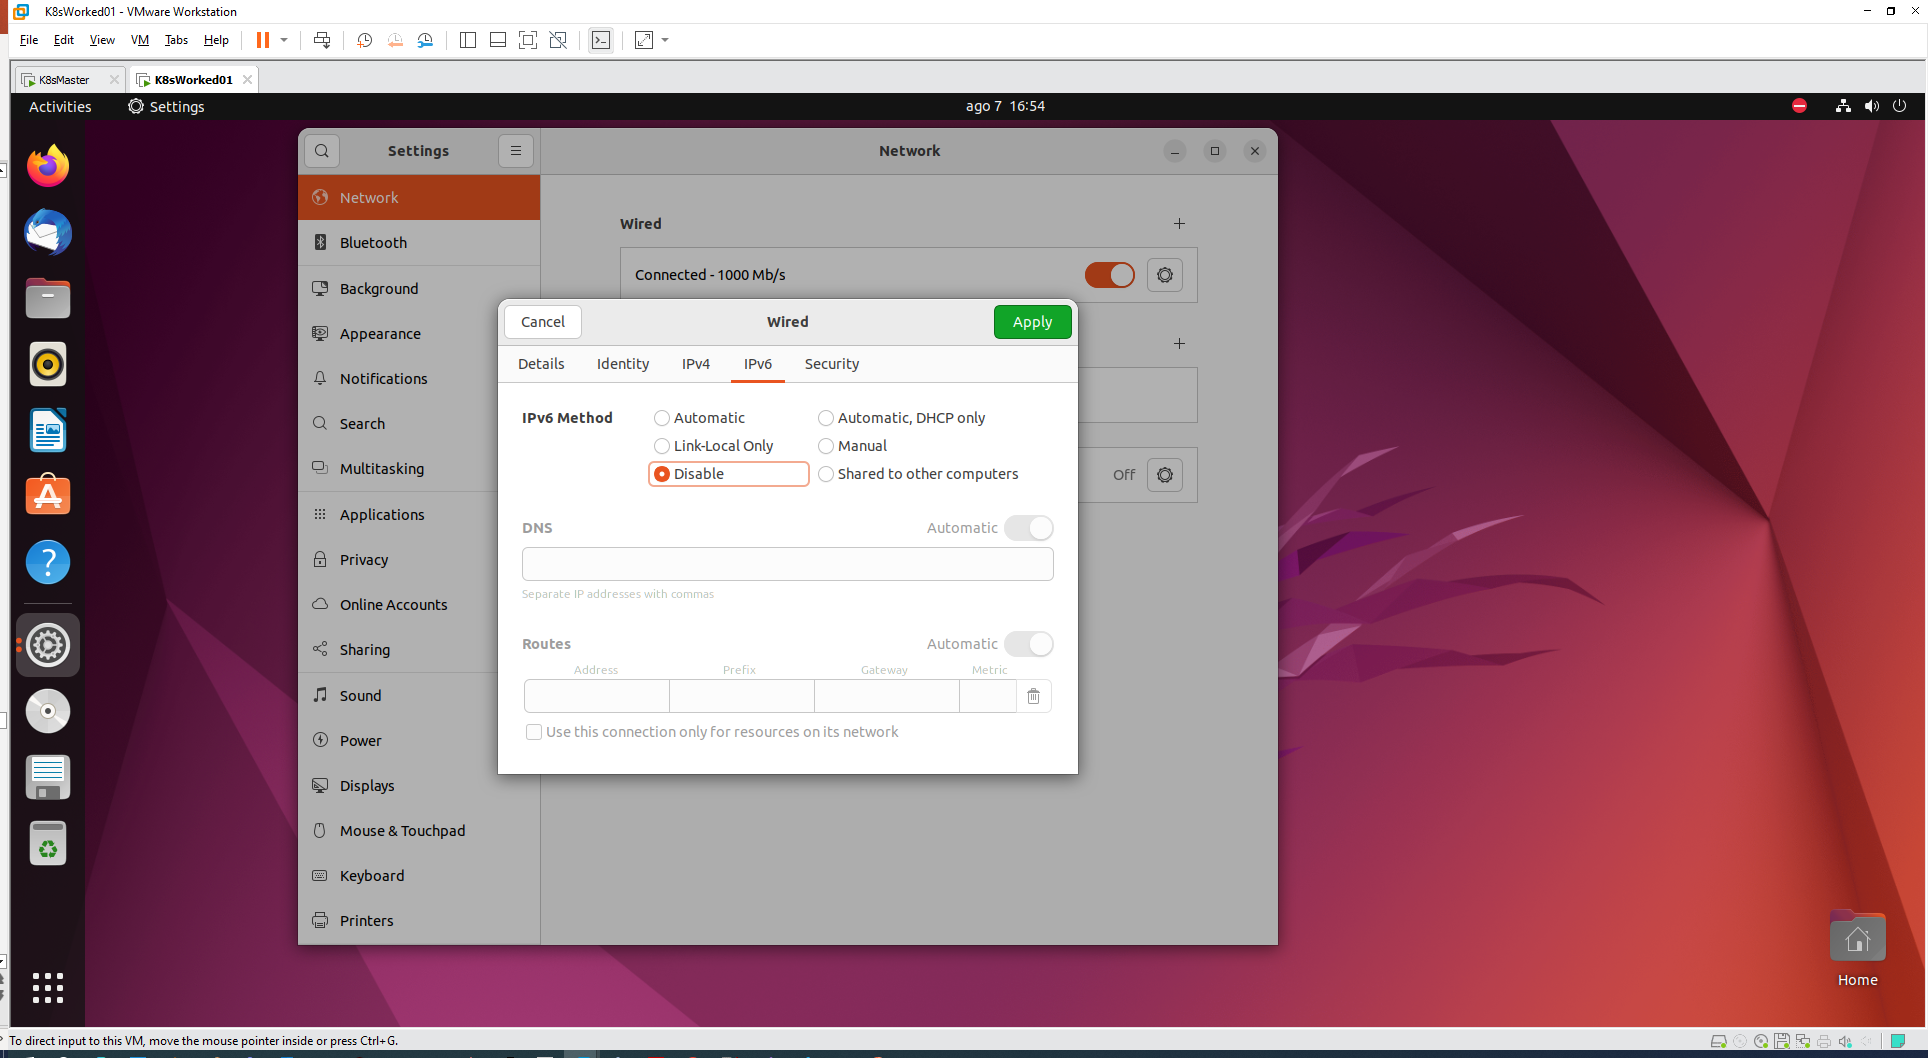 K8sWorked01 - VMware Workstation
File Edit View VM Tabs Help
K8sMaster K8sWorked01
Activities Settings ago 7 16:54
Settings Network
Network
Bluetooth
Background
Appearance
Notifications
Search
Multitasking
Applications
Privacy
Online Accounts
Sharing
Sound
Power
Displays
Mouse & Touchpad
Keyboard
Printers
Wired
Connected - 1000 Mb/s
Off
Cancel Wired Apply
Details Identity IPv4 IPv6 Security
IPv6 Method Automatic Automatic, DHCP only
Link-Local Only Manual
Disable Shared to other computers
DNS Automatic
Separate IP addresses with commas
Routes Automatic
Address Prefix Gateway Metric
Use this connection only for resources on its network
Home
To direct input to this VM, move the mouse pointer inside or press Ctrl+G.